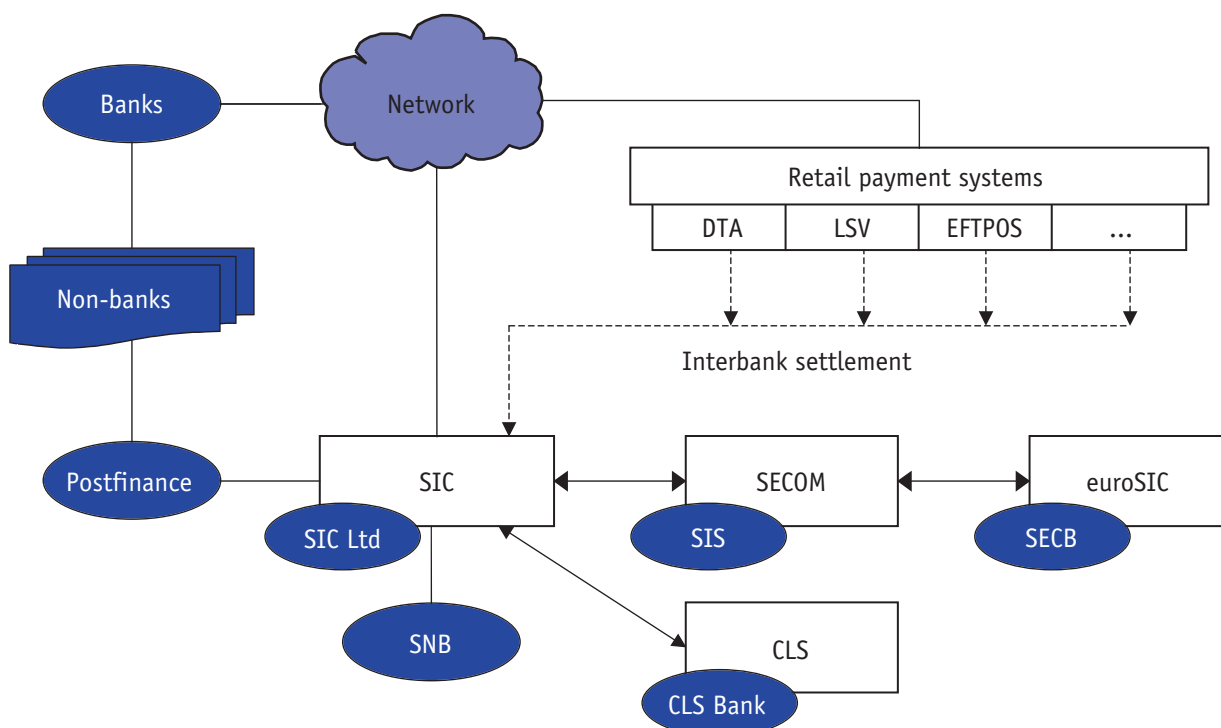 Banks
Network
Retail payment systems
DTA
LSV
EFTPOS
...
Non-banks
Interbank settlement
Postfinance
SIC
SECOM
euroSIC
SIC Ltd
SIS
SECB
SNB
CLS
CLS Bank